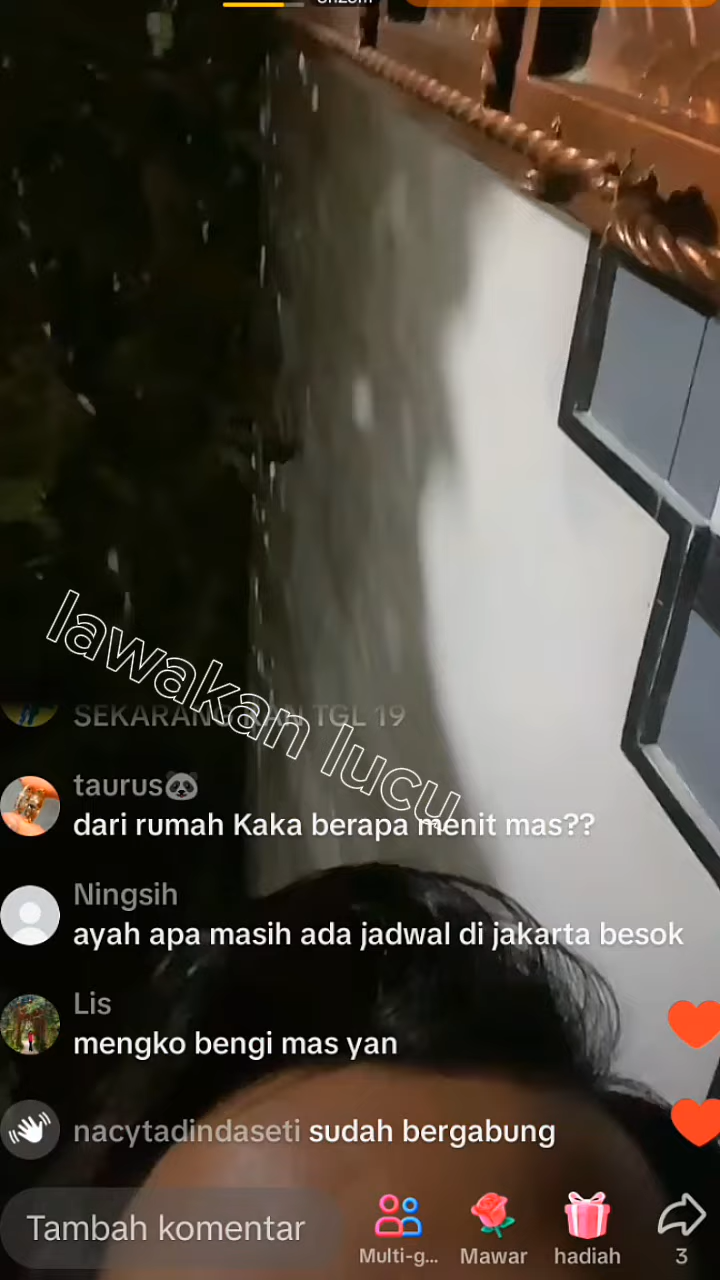 lawakan lucu
SEKARANG KAN TGL 19
taurus🐼
dari rumah Kaka berapa menit mas??
Ningsih
ayah apa masih ada jadwal di jakarta besok
Lis
mengko bengi mas yan
nacytadindaseti sudah bergabung
Tambah komentar
Multi-g...
Mawar
hadiah
3